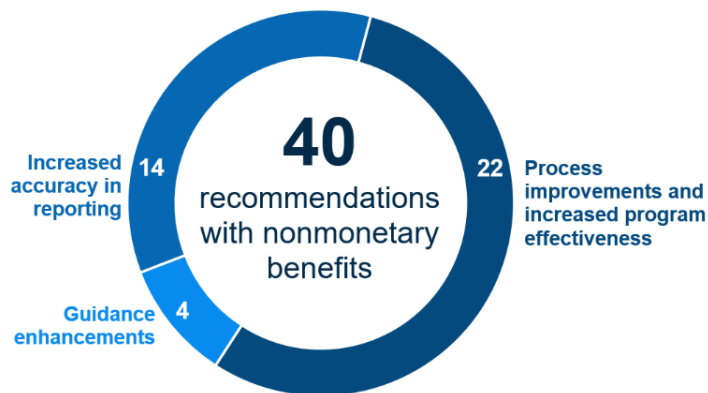 40
recommendations
with nonmonetary
benefits
Increased
accuracy in
reporting
14
22
Process
improvements and
increased program
effectiveness
Guidance
enhancements
4